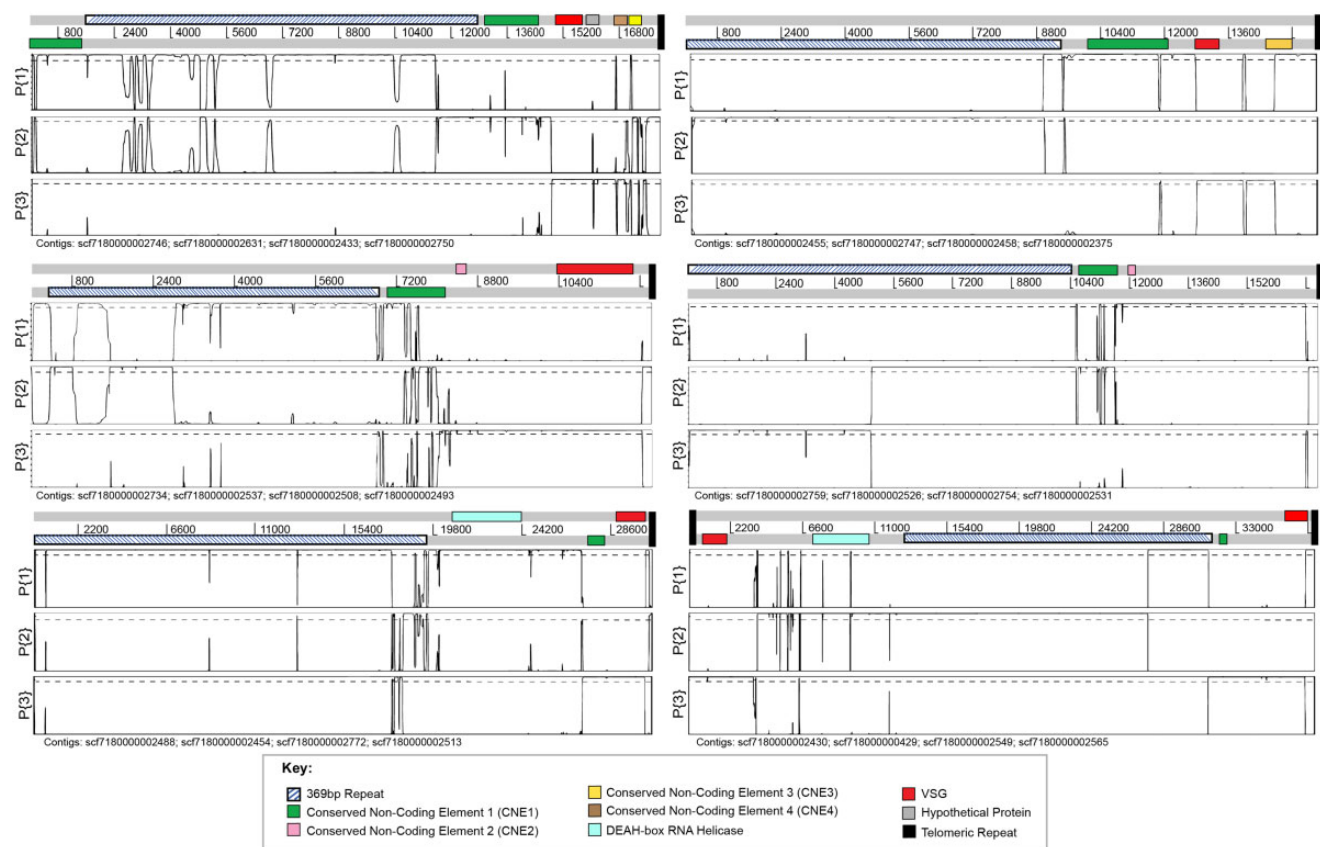 800 2400 4000 5600 7200 8800 10400 12000 13600 15200 16800
P{1}
P{2}
P{3}
Contigs: scf7180000002746; scf7180000002631; scf7180000002433; scf7180000002750
800 2400 4000 5600 7200 8800 10400 12000 13600
P{1}
P{2}
P{3}
Contigs: scf7180000002455; scf7180000002747; scf7180000002458; scf7180000002375
800 2400 4000 5600 7200 8800 10400
P{1}
P{2}
P{3}
Contigs: scf7180000002734; scf7180000002537; scf7180000002508; scf7180000002493
800 2400 4000 5600 7200 8800 10400 12000 13600 15200
P{1}
P{2}
P{3}
Contigs: scf7180000002759; scf7180000002526; scf7180000002754; scf7180000002531
2200 6600 11000 15400 19800 24200 28600
P{1}
P{2}
P{3}
Contigs: scf7180000002488; scf7180000002454; scf7180000002772; scf7180000002513
2200 6600 11000 15400 19800 24200 28600 33000
P{1}
P{2}
P{3}
Contigs: scf7180000002430; scf7180000000429; scf7180000002549; scf7180000002565
Key:
369bp Repeat
Conserved Non-Coding Element 1 (CNE1)
Conserved Non-Coding Element 2 (CNE2)
Conserved Non-Coding Element 3 (CNE3)
Conserved Non-Coding Element 4 (CNE4)
DEAH-box RNA Helicase
VSG
Hypothetical Protein
Telomeric Repeat